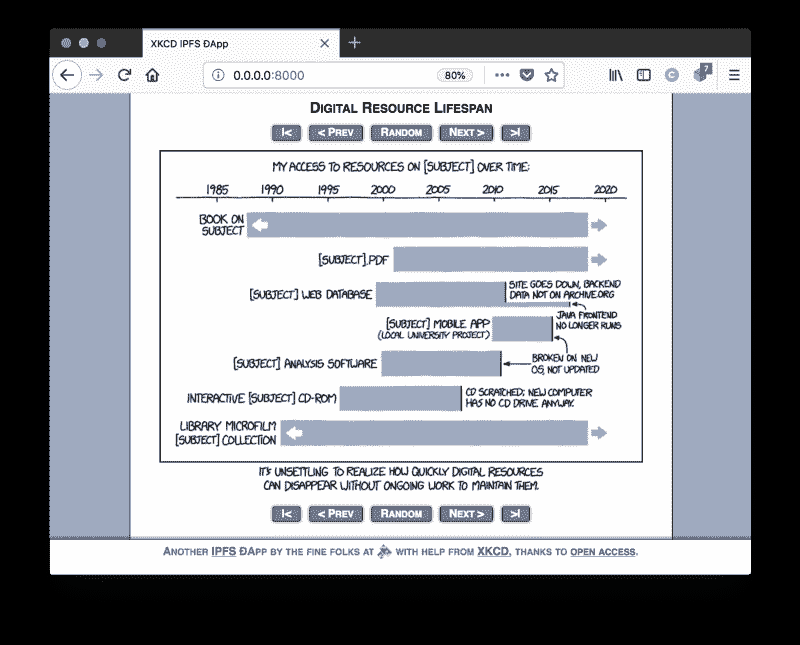 XKCD IPFS ĐApp
0.0.0.0:8000
80%
7
DIGITAL RESOURCE LIFESPAN
|<
< PREV
RANDOM
NEXT >
>|
MY ACCESS TO RESOURCES ON [SUBJECT] OVER TIME:
1985 1990 1995 2000 2005 2010 2015 2020
BOOK ON
SUBJECT
[SUBJECT].PDF
[SUBJECT] WEB DATABASE
SITE GOES DOWN, BACKEND
DATA NOT ON ARCHIVE.ORG
JAVA FRONTEND
NO LONGER RUNS
[SUBJECT] MOBILE APP
(LOCAL UNIVERSITY PROJECT)
[SUBJECT] ANALYSIS SOFTWARE
BROKEN ON NEW
OS, NOT UPDATED
INTERACTIVE [SUBJECT] CD-ROM
CD SCRATCHED; NEW COMPUTER
HAS NO CD DRIVE ANYWAY.
LIBRARY MICROFILM
[SUBJECT] COLLECTION
IT'S UNSETTLING TO REALIZE HOW QUICKLY DIGITAL RESOURCES
CAN DISAPPEAR WITHOUT ONGOING WORK TO MAINTAIN THEM.
|<
< PREV
RANDOM
NEXT >
>|
ANOTHER IPFS ĐAPP BY THE FINE FOLKS AT WITH HELP FROM XKCD, THANKS TO OPEN ACCESS.